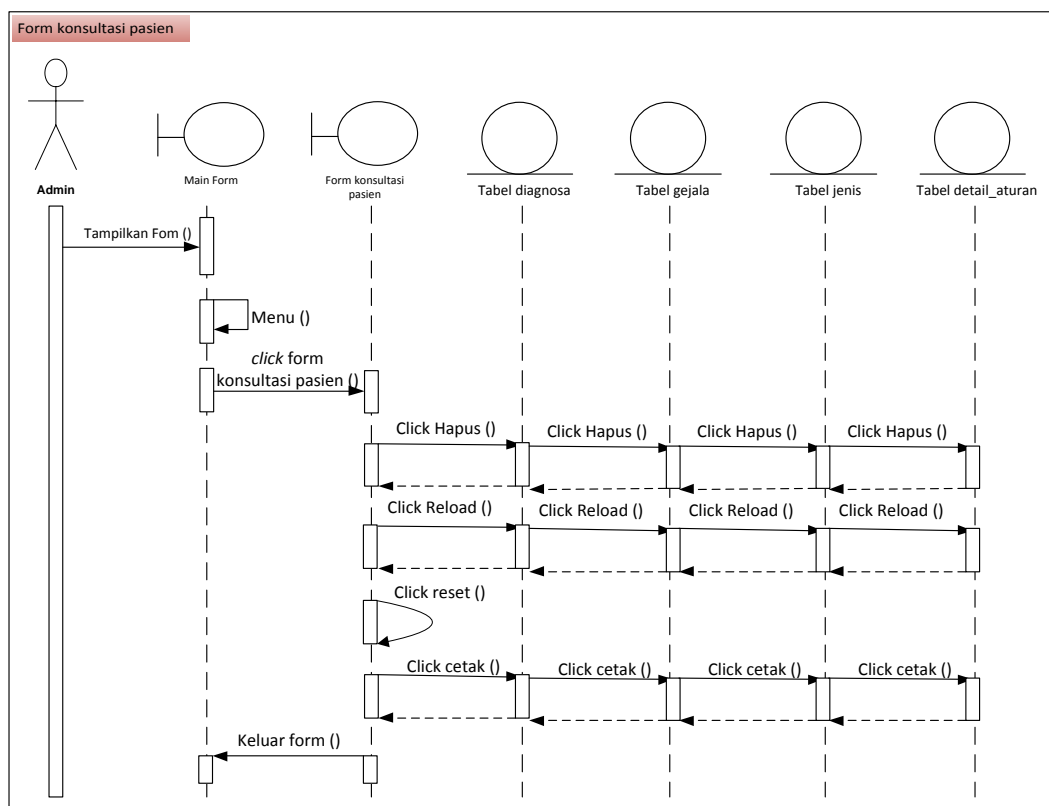 Form konsultasi pasien
Admin
Main Form
Form konsultasi
pasien
Tabel diagnosa
Tabel gejala
Tabel jenis
Tabel detail_aturan
Tampilkan Fom ()
Menu ()
click form
konsultasi pasien ()
Click Hapus ()
Click Hapus ()
Click Hapus ()
Click Hapus ()
Click Reload ()
Click Reload ()
Click Reload ()
Click Reload ()
Click reset ()
Click cetak ()
Click cetak ()
Click cetak ()
Click cetak ()
Keluar form ()